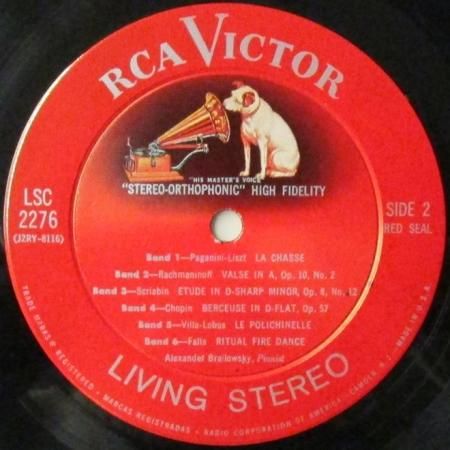 RCA VICTOR
"HIS MASTER'S VOICE"
"STEREO-ORTHOPHONIC" HIGH FIDELITY
LSC
2276
(J2RY-8116)
SIDE 2
RED SEAL
Band 1—Paganini-Liszt LA CHASSE
Band 2—Rachmaninoff VALSE IN A, Op. 10, No. 2
Band 3—Scriabin ETUDE IN D-SHARP MINOR, Op. 8, No. 12
Band 4—Chopin BERCEUSE IN D-FLAT, Op. 57
Band 5—Villa-Lobos LE POLICHINELLE
Band 6—Falla RITUAL FIRE DANCE
Alexander Brailowsky, Pianist
LIVING STEREO
TRADE MARKS ® REGISTERED • MARCAS REGISTRADAS • RADIO CORPORATION OF AMERICA • CAMDEN, N. J. • MADE IN U.S.A.